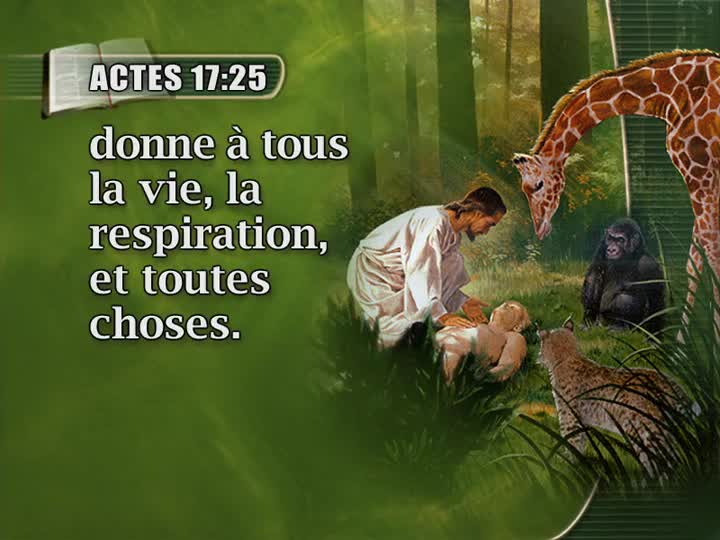 ACTES 17:25
donne à tous
la vie, la
respiration,
et toutes
choses.